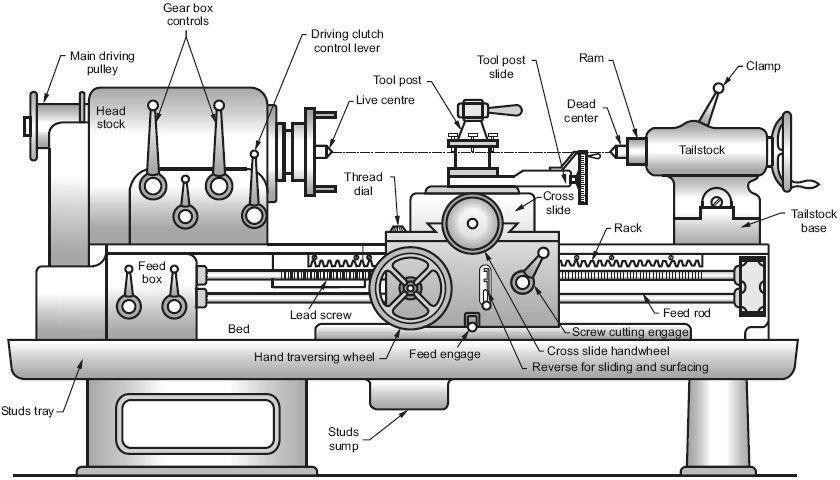 Gear box
controls
Driving clutch
control lever
Main driving
pulley
Tool post
slide
Ram
Clamp
Tool post
Live centre
Head
stock
Dead
center
Tailstock
Thread
dial
Cross
slide
Tailstock
base
Rack
Feed
box
Lead screw
Feed rod
Bed
Screw cutting engage
Hand traversing wheel
Feed engage
Cross slide handwheel
Reverse for sliding and surfacing
Studs tray
Studs
sump